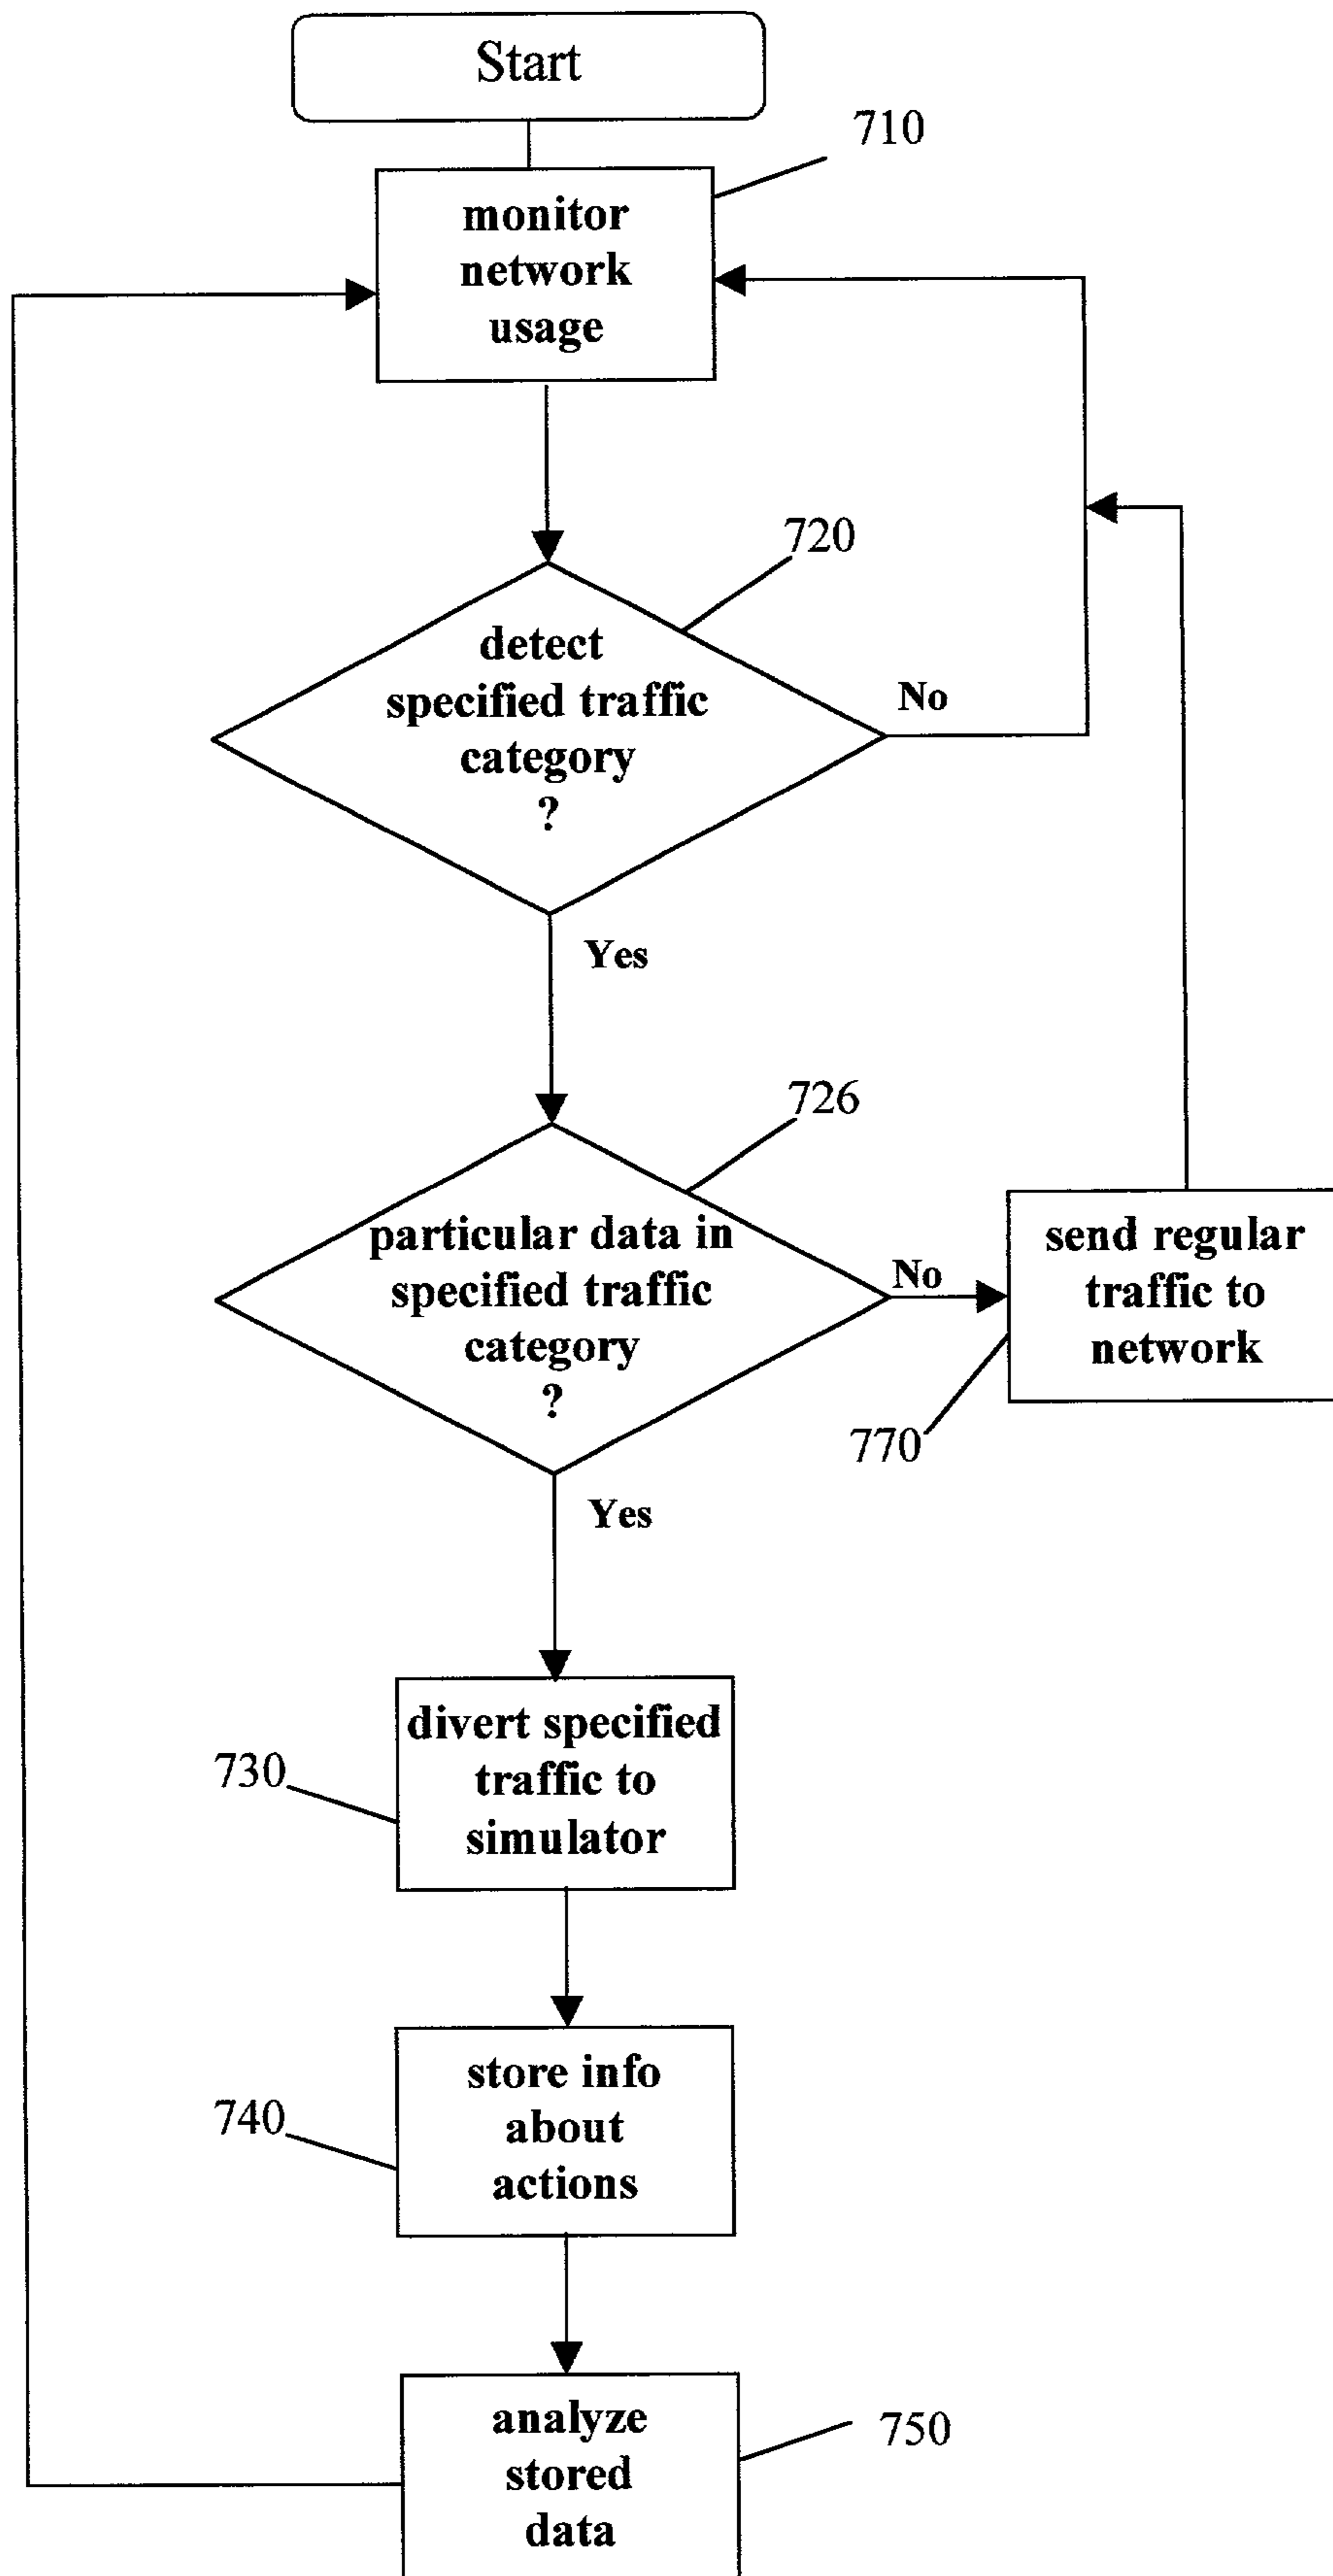 Start
710
monitor
network
usage
720
detect
specified traffic
category
?
No
Yes
726
particular data in
specified traffic
category
?
No
send regular
traffic to
network
770
Yes
730
divert specified
traffic to
simulator
740
store info
about
actions
750
analyze
stored
data